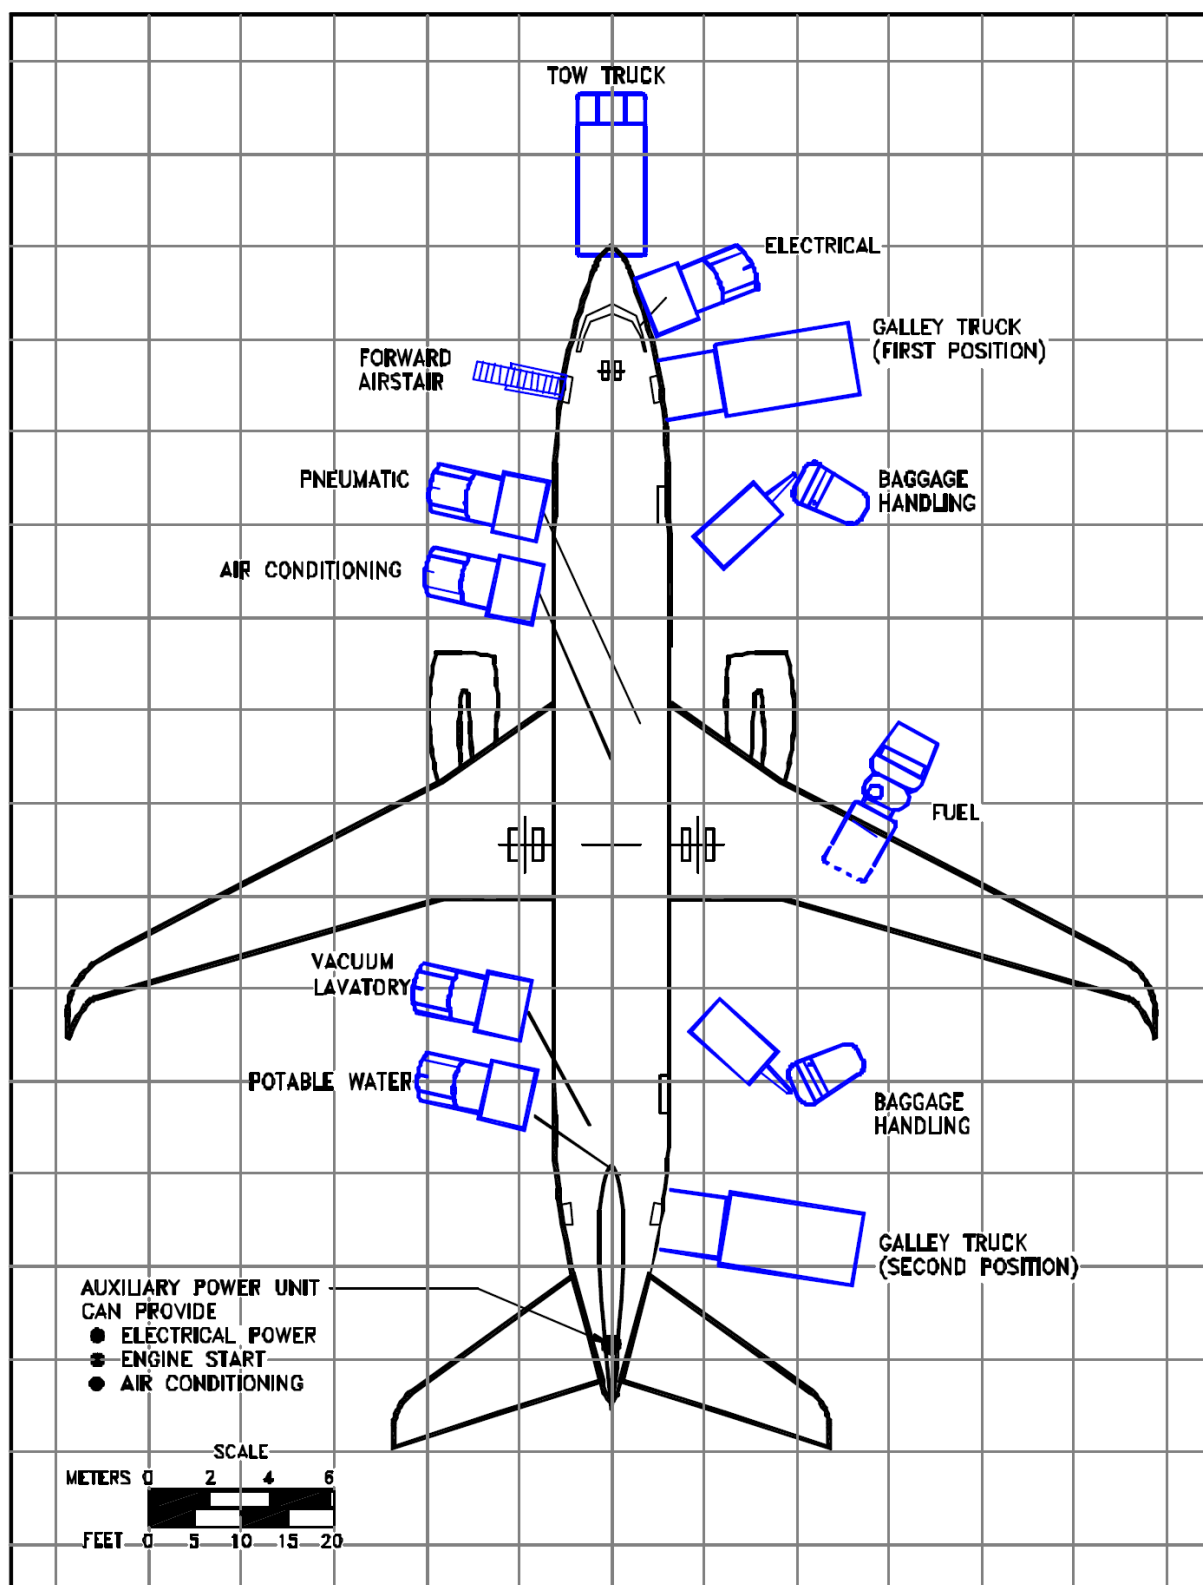 TOW TRUCK
ELECTRICAL
GALLEY TRUCK
(FIRST POSITION)
FORWARD
AIRSTAIR
PNEUMATIC
BAGGAGE
HANDLING
AIR CONDITIONING
FUEL
VACUUM
LAVATORY
POTABLE WATER
BAGGAGE
HANDLING
GALLEY TRUCK
(SECOND POSITION)
AUXILIARY POWER UNIT
CAN PROVIDE
● ELECTRICAL POWER
● ENGINE START
● AIR CONDITIONING
SCALE
METERS 0 2 4 6
FEET 0 5 10 15 20